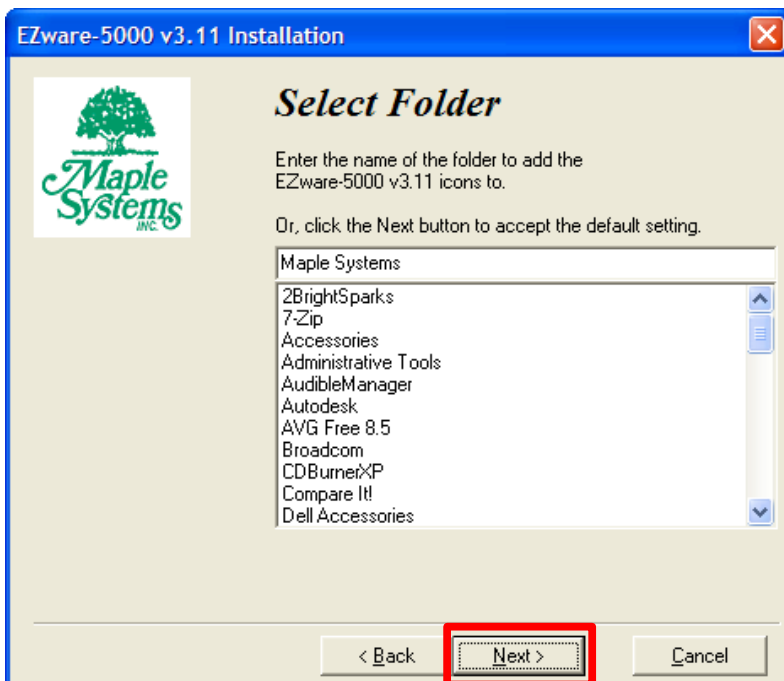 EZware-5000 v3.11 Installation
Maple
Systems
INC.
Select Folder
Enter the name of the folder to add the
EZware-5000 v3.11 icons to.
Or, click the Next button to accept the default setting.
Maple Systems
2BrightSparks
7-Zip
Accessories
Administrative Tools
AudibleManager
Autodesk
AVG Free 8.5
Broadcom
CDBurnerXP
Compare It!
Dell Accessories
< Back
Next >
Cancel